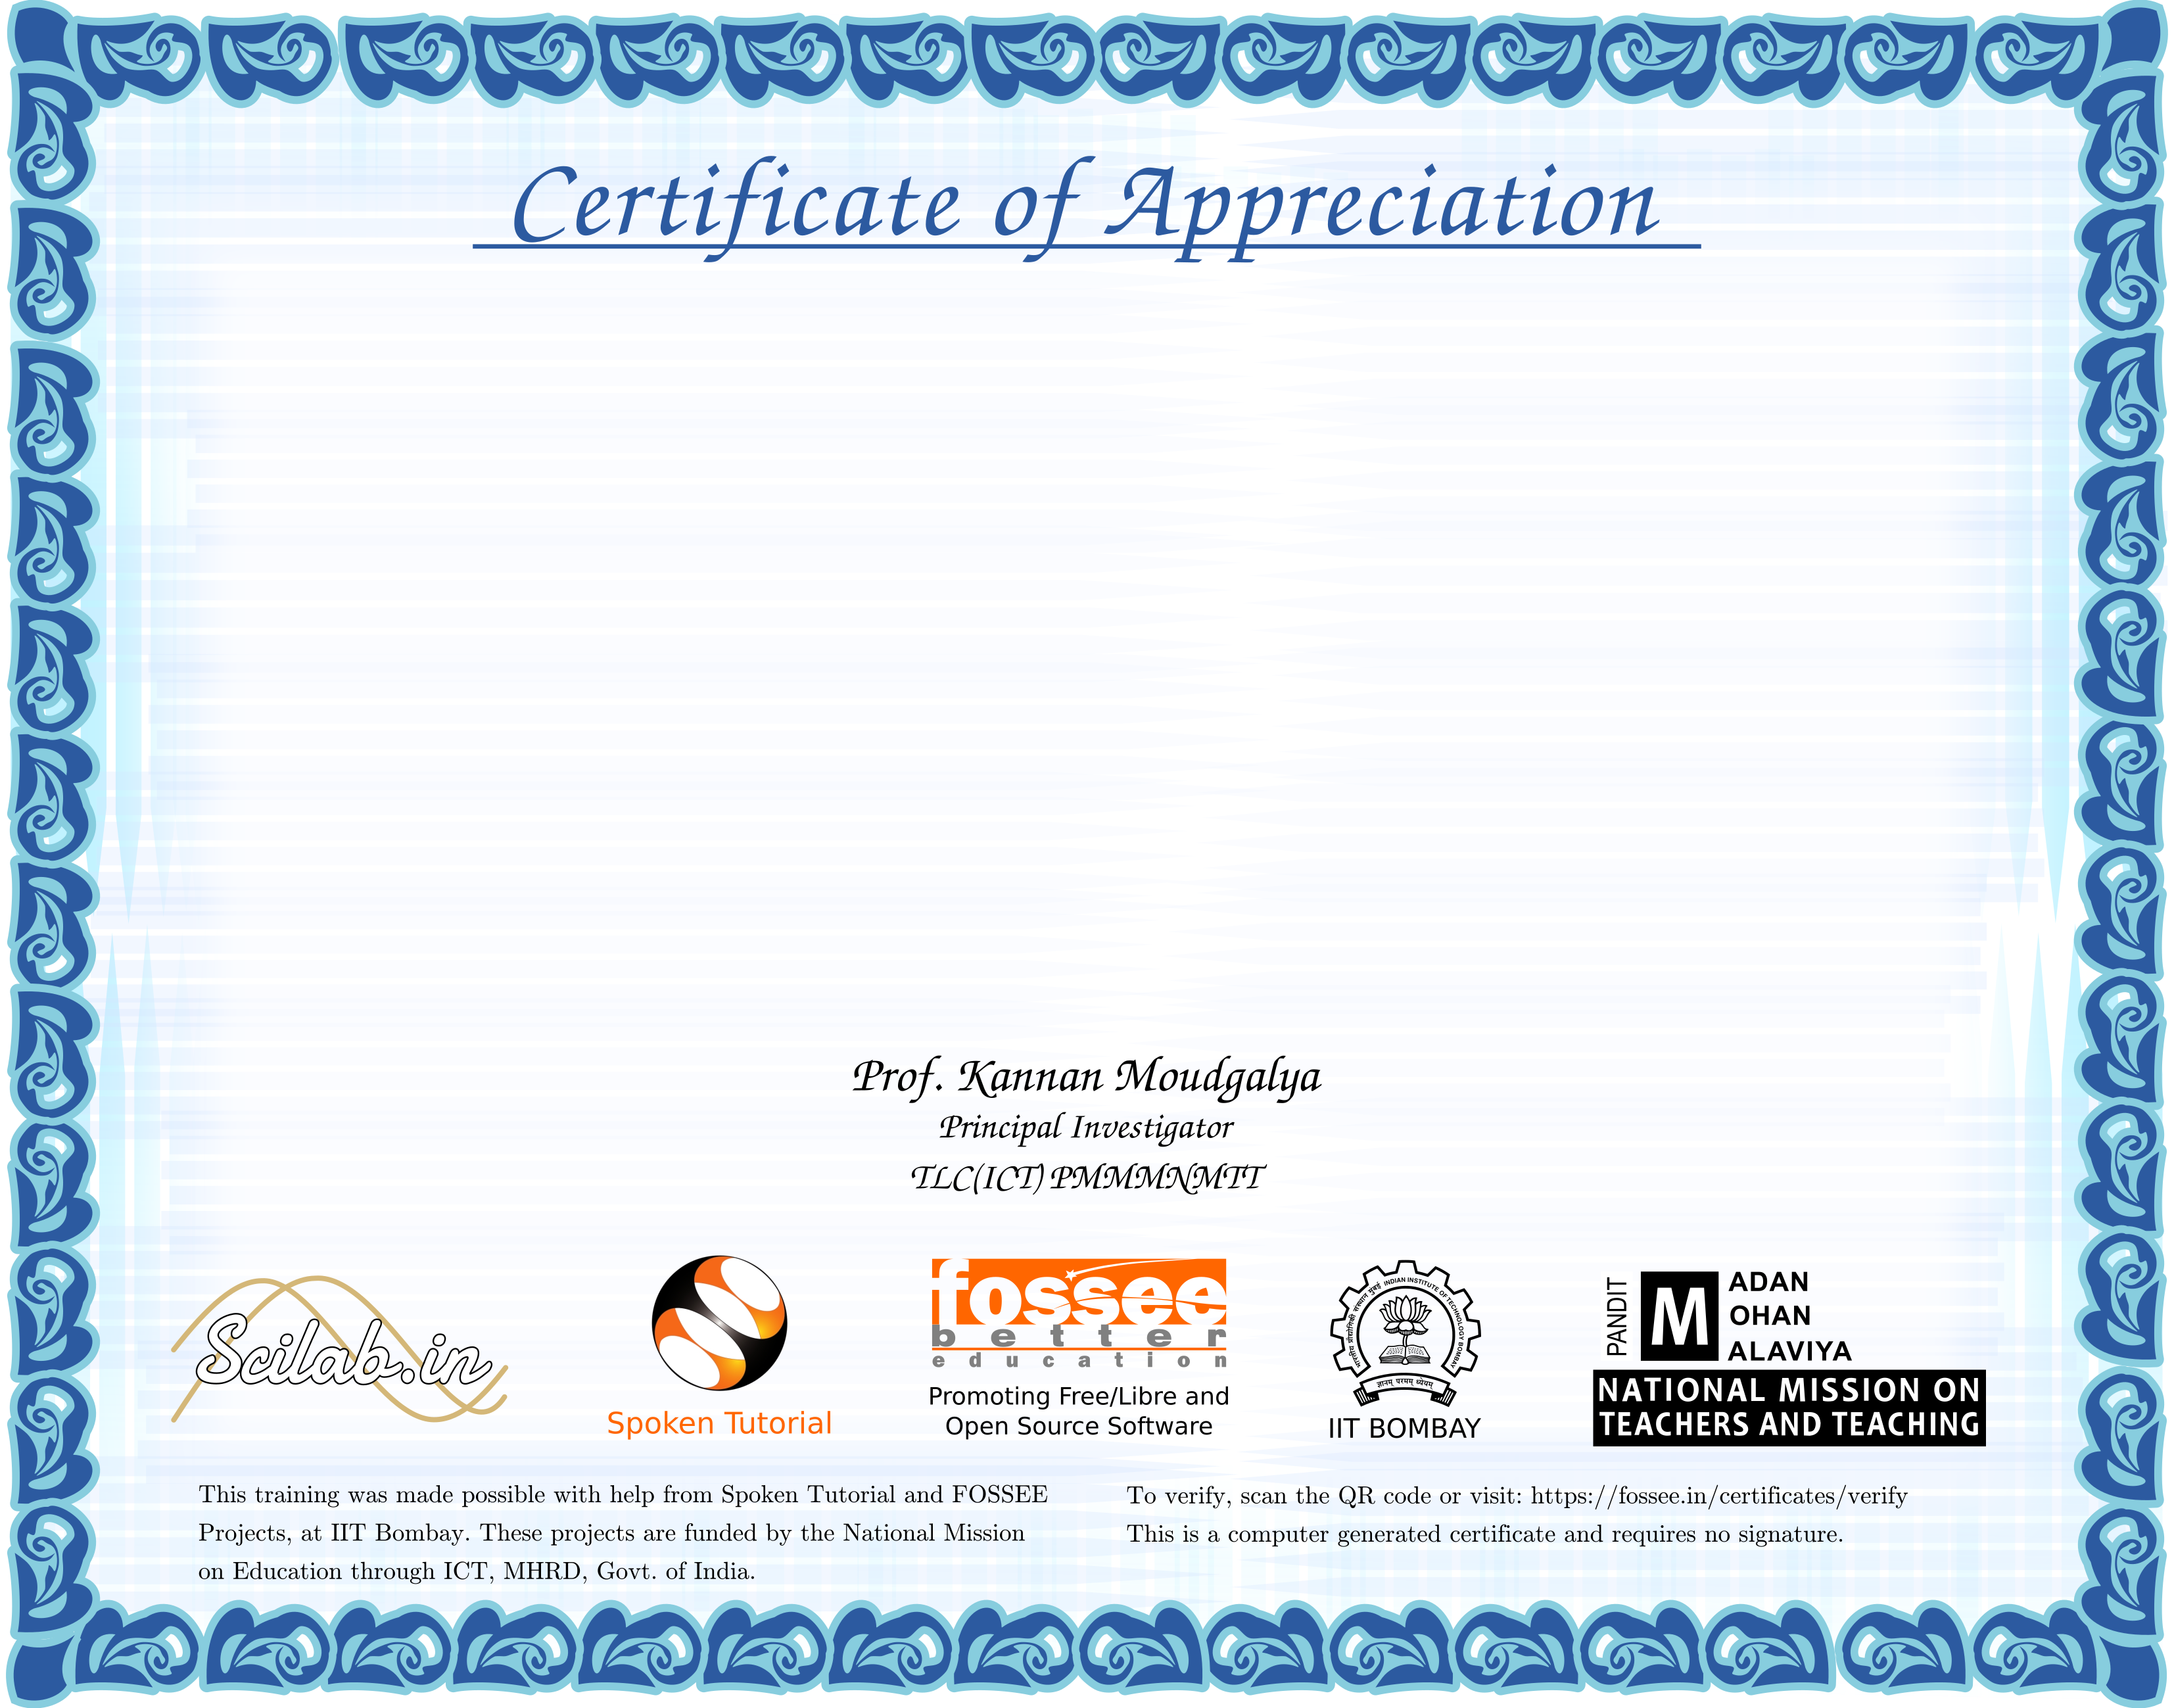 Certificate of Appreciation
Prof. Kannan Moudgalya
Principal Investigator
TLC(ICT) PMMMNMTT
Scilab.in
Spoken Tutorial
fossee
better
education
Promoting Free/Libre and
Open Source Software
भारतीय प्रौद्योगिकी संस्थान मुंबई INDIAN INSTITUTE OF TECHNOLOGY BOMBAY
ज्ञानम् परमम् ध्येयम्
IIT BOMBAY
PANDIT
M ADAN
OHAN
ALAVIYA
NATIONAL MISSION ON
TEACHERS AND TEACHING
This training was made possible with help from Spoken Tutorial and FOSSEE
Projects, at IIT Bombay. These projects are funded by the National Mission
on Education through ICT, MHRD, Govt. of India.
To verify, scan the QR code or visit: https://fossee.in/certificates/verify
This is a computer generated certificate and requires no signature.